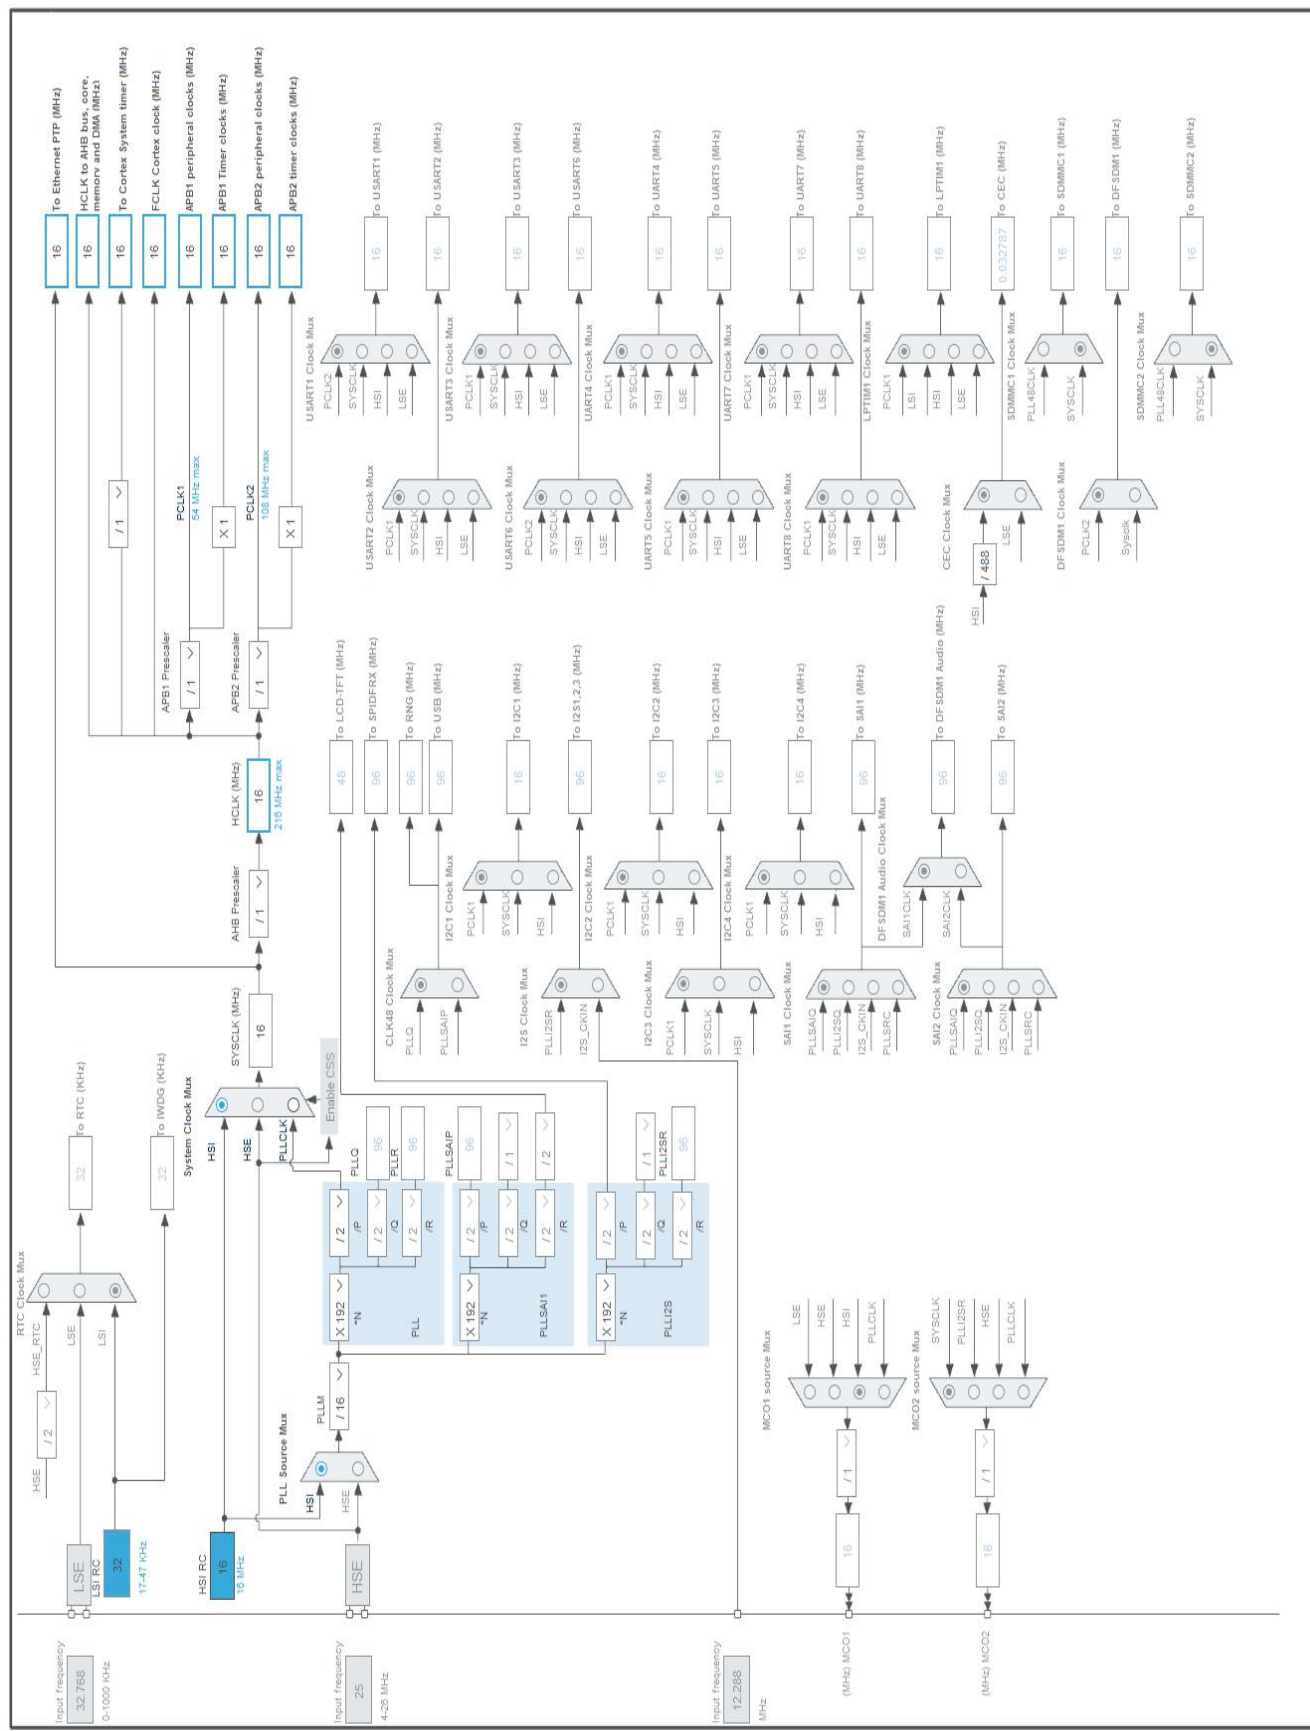 RTC Clock Mux
Input frequency
32.768
0-1000 KHz
LSE
LSI RC
32
17-47 KHz
HSE
/ 2
HSE_RTC
LSE
LSI
32
To RTC (KHz)
32
To IWDG (KHz)
HSI RC
16
16 MHz
Input frequency
25
4-26 MHz
HSE
PLL Source Mux
HSI
HSE
PLLM
/ 16
System Clock Mux
HSI
HSE
PLLCLK
Enable CSS
SYSCLK (MHz)
16
AHB Prescaler
/ 1
HCLK (MHz)
16
216 MHz max
APB1 Prescaler
/ 1
APB2 Prescaler
/ 1
/ 1
PCLK1
54 MHz max
X 1
PCLK2
108 MHz max
X 1
16
To Ethernet PTP (MHz)
16
HCLK to AHB bus, core,
memory and DMA (MHz)
16
To Cortex System timer (MHz)
16
FCLK Cortex clock (MHz)
16
APB1 peripheral clocks (MHz)
16
APB1 Timer clocks (MHz)
16
APB2 peripheral clocks (MHz)
16
APB2 timer clocks (MHz)
X 192
*N
PLL
/ 2
/P
/ 2
/Q
/ 2
/R
PLLQ
96
PLLR
96
X 192
*N
PLLSAI1
/ 2
/P
/ 2
/Q
/ 2
/R
PLLSAIP
96
/ 1
/ 2
X 192
*N
PLLI2S
/ 2
/P
/ 2
/Q
/ 2
/R
/ 1
PLLI2SR
96
48
To LCD-TFT (MHz)
96
To SPIDFRX (MHz)
96
To RNG (MHz)
96
To USB (MHz)
CLK48 Clock Mux
PLLQ
PLLSAIP
I2C1 Clock Mux
PCLK1
SYSCLK
HSI
16
To I2C1 (MHz)
I2S Clock Mux
PLLI2SR
I2S_CKIN
96
To I2S1,2,3 (MHz)
I2C2 Clock Mux
PCLK1
SYSCLK
HSI
16
To I2C2 (MHz)
I2C3 Clock Mux
PCLK1
SYSCLK
HSI
16
To I2C3 (MHz)
I2C4 Clock Mux
PCLK1
SYSCLK
HSI
16
To I2C4 (MHz)
SAI1 Clock Mux
PLLSAIQ
PLLI2SQ
I2S_CKIN
PLLSRC
96
To SAI1 (MHz)
DFSDM1 Audio Clock Mux
SAI1CLK
SAI2CLK
96
To DFSDM1 Audio (MHz)
SAI2 Clock Mux
PLLSAIQ
PLLI2SQ
I2S_CKIN
PLLSRC
96
To SAI2 (MHz)
USART1 Clock Mux
PCLK2
SYSCLK
HSI
LSE
16
To USART1 (MHz)
USART2 Clock Mux
PCLK1
SYSCLK
HSI
LSE
16
To USART2 (MHz)
USART3 Clock Mux
PCLK1
SYSCLK
HSI
LSE
16
To USART3 (MHz)
USART6 Clock Mux
PCLK2
SYSCLK
HSI
LSE
16
To USART6 (MHz)
UART4 Clock Mux
PCLK1
SYSCLK
HSI
LSE
16
To UART4 (MHz)
UART5 Clock Mux
PCLK1
SYSCLK
HSI
LSE
16
To UART5 (MHz)
UART7 Clock Mux
PCLK1
SYSCLK
HSI
LSE
16
To UART7 (MHz)
UART8 Clock Mux
PCLK1
SYSCLK
HSI
LSE
16
To UART8 (MHz)
LPTIM1 Clock Mux
PCLK1
LSI
HSI
LSE
16
To LPTIM1 (MHz)
CEC Clock Mux
HSI
/ 488
LSE
0.032787
To CEC (MHz)
SDMMC1 Clock Mux
PLL48CLK
SYSCLK
16
To SDMMC1 (MHz)
DFSDM1 Clock Mux
PCLK2
Sysclk
16
To DFSDM1 (MHz)
SDMMC2 Clock Mux
PLL48CLK
SYSCLK
16
To SDMMC2 (MHz)
Input frequency
12.288
MHz
MCO1 source Mux
LSE
HSE
HSI
PLLCLK
/ 1
16
(MHz) MCO1
MCO2 source Mux
SYSCLK
PLLI2SR
HSE
PLLCLK
/ 1
16
(MHz) MCO2